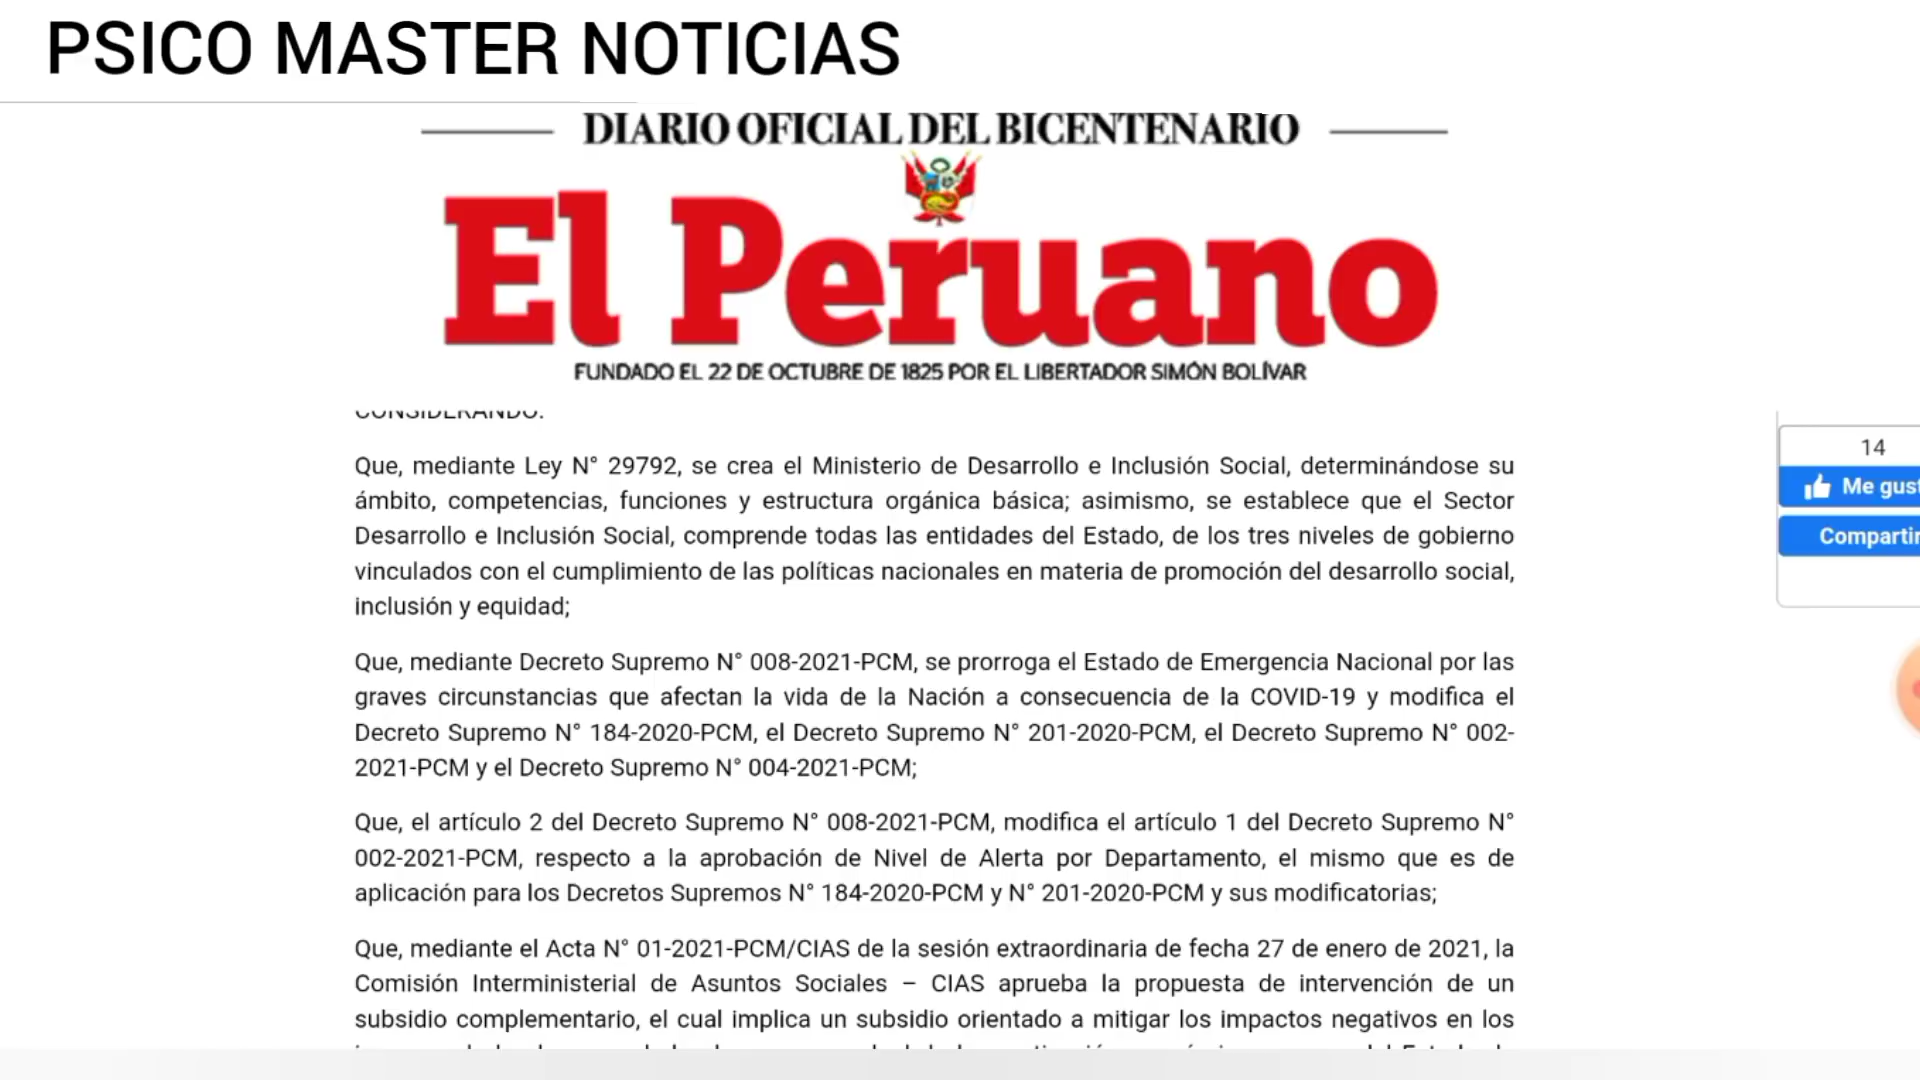 PSICO MASTER NOTICIAS
DIARIO OFICIAL DEL BICENTENARIO
El Peruano
FUNDADO EL 22 DE OCTUBRE DE 1825 POR EL LIBERTADOR SIMÓN BOLÍVAR
CONSIDERANDO:
Que, mediante Ley N° 29792, se crea el Ministerio de Desarrollo e Inclusión Social, determinándose su
ámbito, competencias, funciones y estructura orgánica básica; asimismo, se establece que el Sector
Desarrollo e Inclusión Social, comprende todas las entidades del Estado, de los tres niveles de gobierno
vinculados con el cumplimiento de las políticas nacionales en materia de promoción del desarrollo social,
inclusión y equidad;
Que, mediante Decreto Supremo N° 008-2021-PCM, se prorroga el Estado de Emergencia Nacional por las
graves circunstancias que afectan la vida de la Nación a consecuencia de la COVID-19 y modifica el
Decreto Supremo N° 184-2020-PCM, el Decreto Supremo N° 201-2020-PCM, el Decreto Supremo N° 002-
2021-PCM y el Decreto Supremo N° 004-2021-PCM;
Que, el artículo 2 del Decreto Supremo N° 008-2021-PCM, modifica el artículo 1 del Decreto Supremo N°
002-2021-PCM, respecto a la aprobación de Nivel de Alerta por Departamento, el mismo que es de
aplicación para los Decretos Supremos N° 184-2020-PCM y N° 201-2020-PCM y sus modificatorias;
Que, mediante el Acta N° 01-2021-PCM/CIAS de la sesión extraordinaria de fecha 27 de enero de 2021, la
Comisión Interministerial de Asuntos Sociales – CIAS aprueba la propuesta de intervención de un
subsidio complementario, el cual implica un subsidio orientado a mitigar los impactos negativos en los
14
Me gus
Compartir